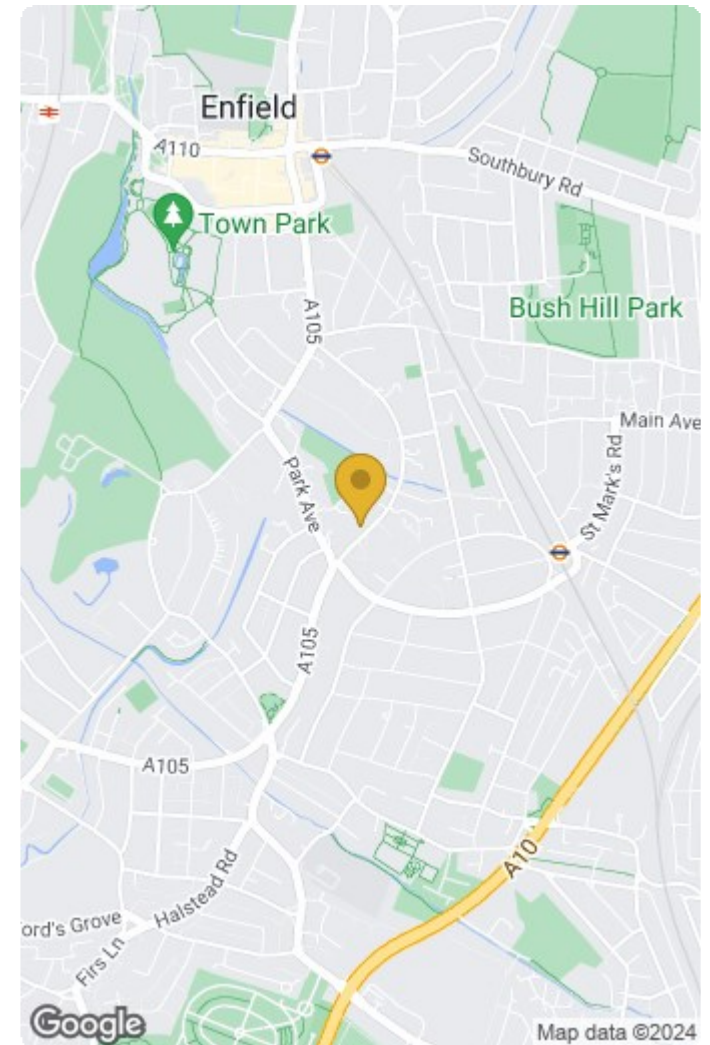 Enfield
A110
Southbury Rd
Town Park
Bush Hill Park
A105
Main Ave
Park Ave
St Mark's Rd
A105
A105
A10
Halstead Rd
ord's Grove
Firs Ln
Google
Map data ©2024